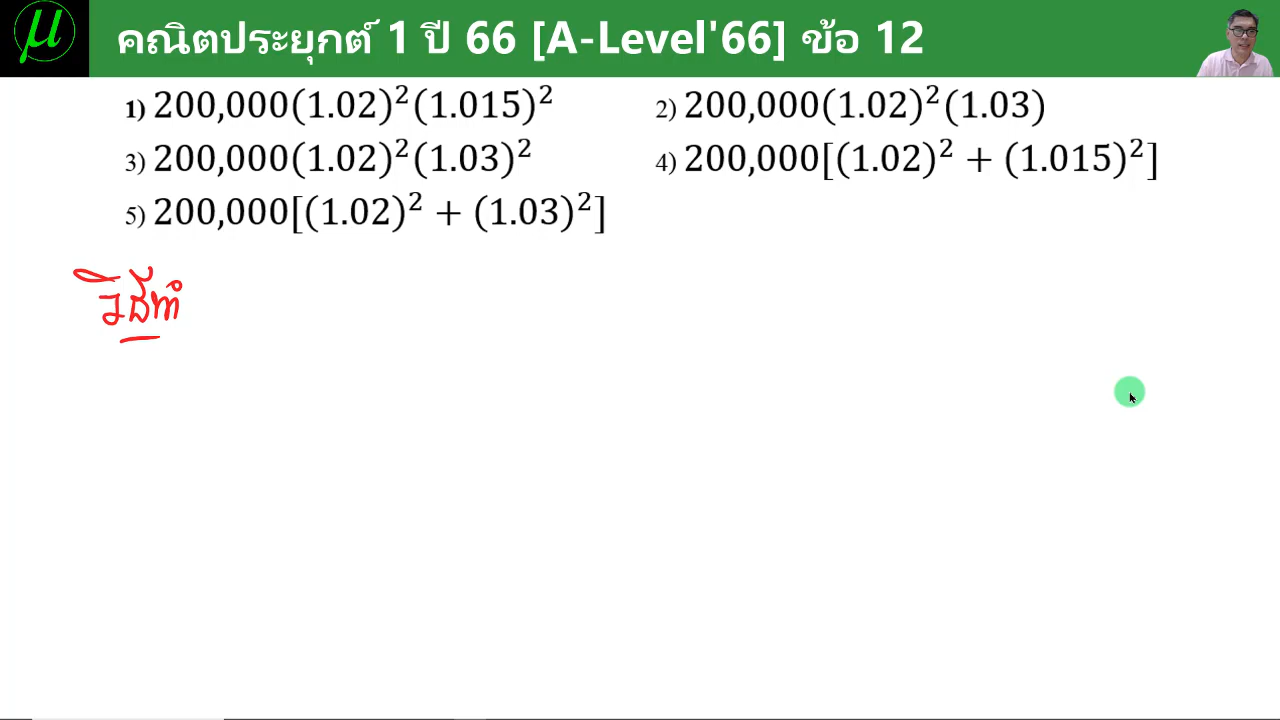 μ
คณิตประยุกต์ 1 ปี 66 [A-Level'66] ข้อ 12
1) 200,000(1.02)²(1.015)² 2) 200,000(1.02)²(1.03)
3) 200,000(1.02)²(1.03)² 4) 200,000[(1.02)² + (1.015)²]
5) 200,000[(1.02)² + (1.03)²]
วิธีทำ